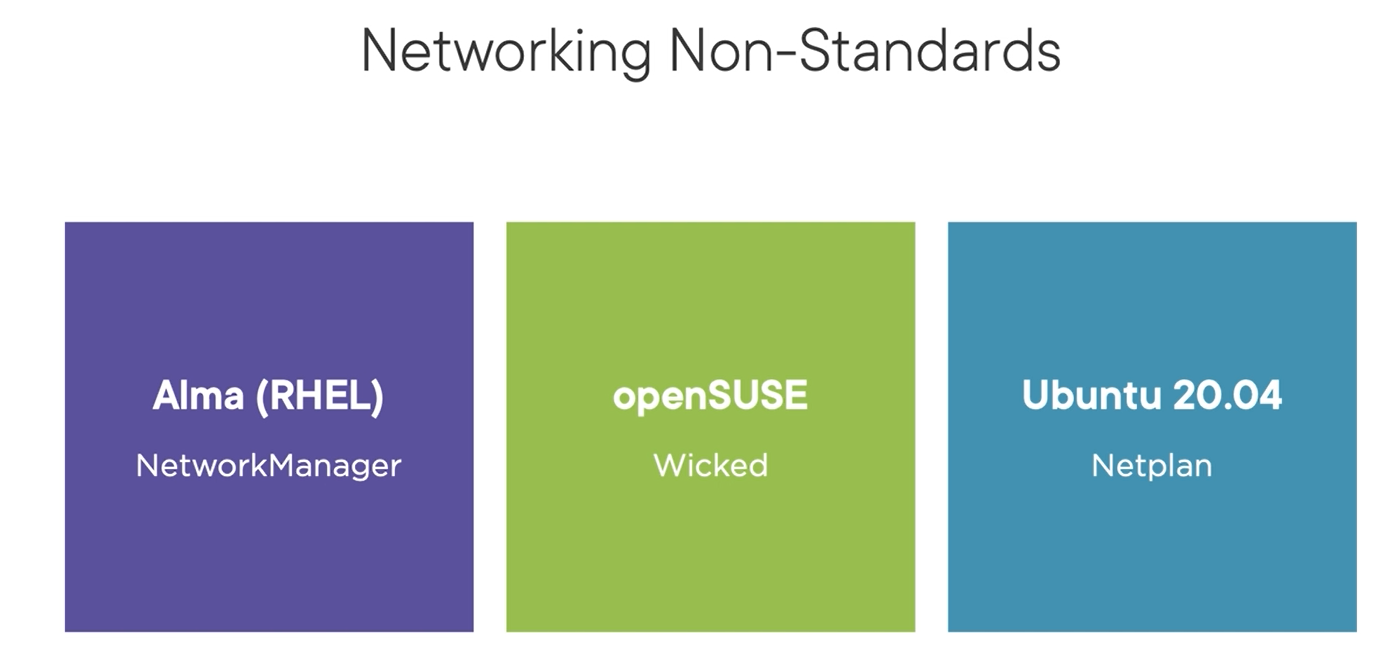 Networking Non-Standards
Alma (RHEL)
NetworkManager
openSUSE
Wicked
Ubuntu 20.04
Netplan